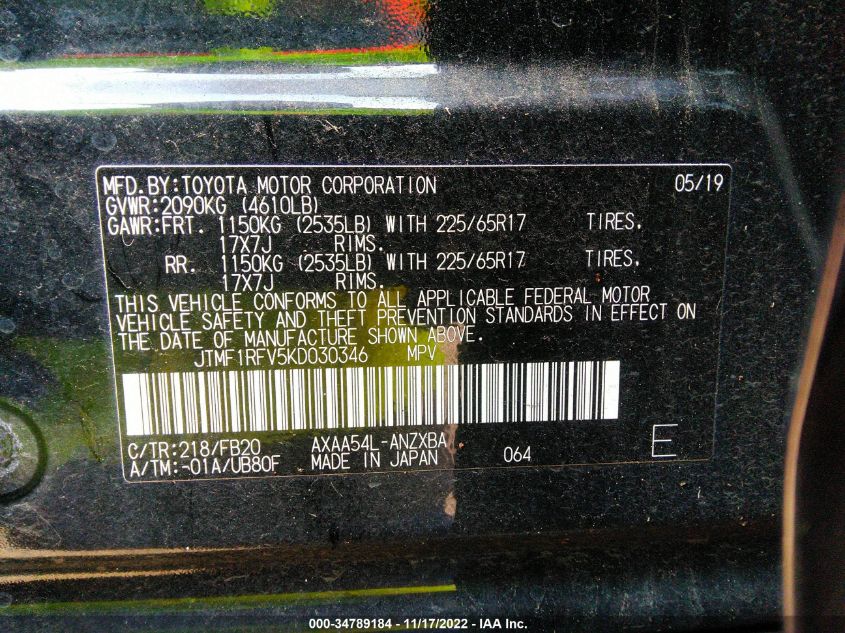 MFD.BY:TOYOTA MOTOR CORPORATION 05/19
GVWR:2090KG (4610LB)
GAWR:FRT. 1150KG (2535LB) WITH 225/65R17 TIRES,
17X7J RIMS.
RR. 1150KG (2535LB) WITH 225/65R17 TIRES,
17X7J RIMS.
THIS VEHICLE CONFORMS TO ALL APPLICABLE FEDERAL MOTOR
VEHICLE SAFETY AND THEFT PREVENTION STANDARDS IN EFFECT ON
THE DATE OF MANUFACTURE SHOWN ABOVE.
JTMF1RFV5KD030346 MPV
C/TR:218/FB20 AXAA54L-ANZXBA 064 E
A/TM:-01A/UB80F MADE IN JAPAN
000-34789184 - 11/17/2022 - IAA Inc.